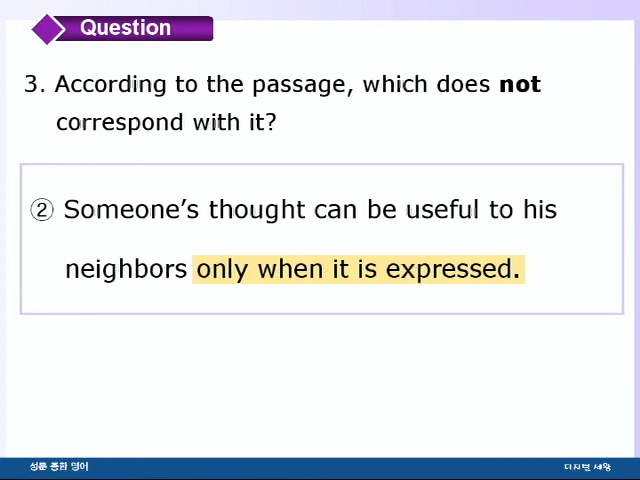 Question
3. According to the passage, which does not
correspond with it?
② Someone's thought can be useful to his
neighbors only when it is expressed.
성문 종합 영어
디지털 세왕